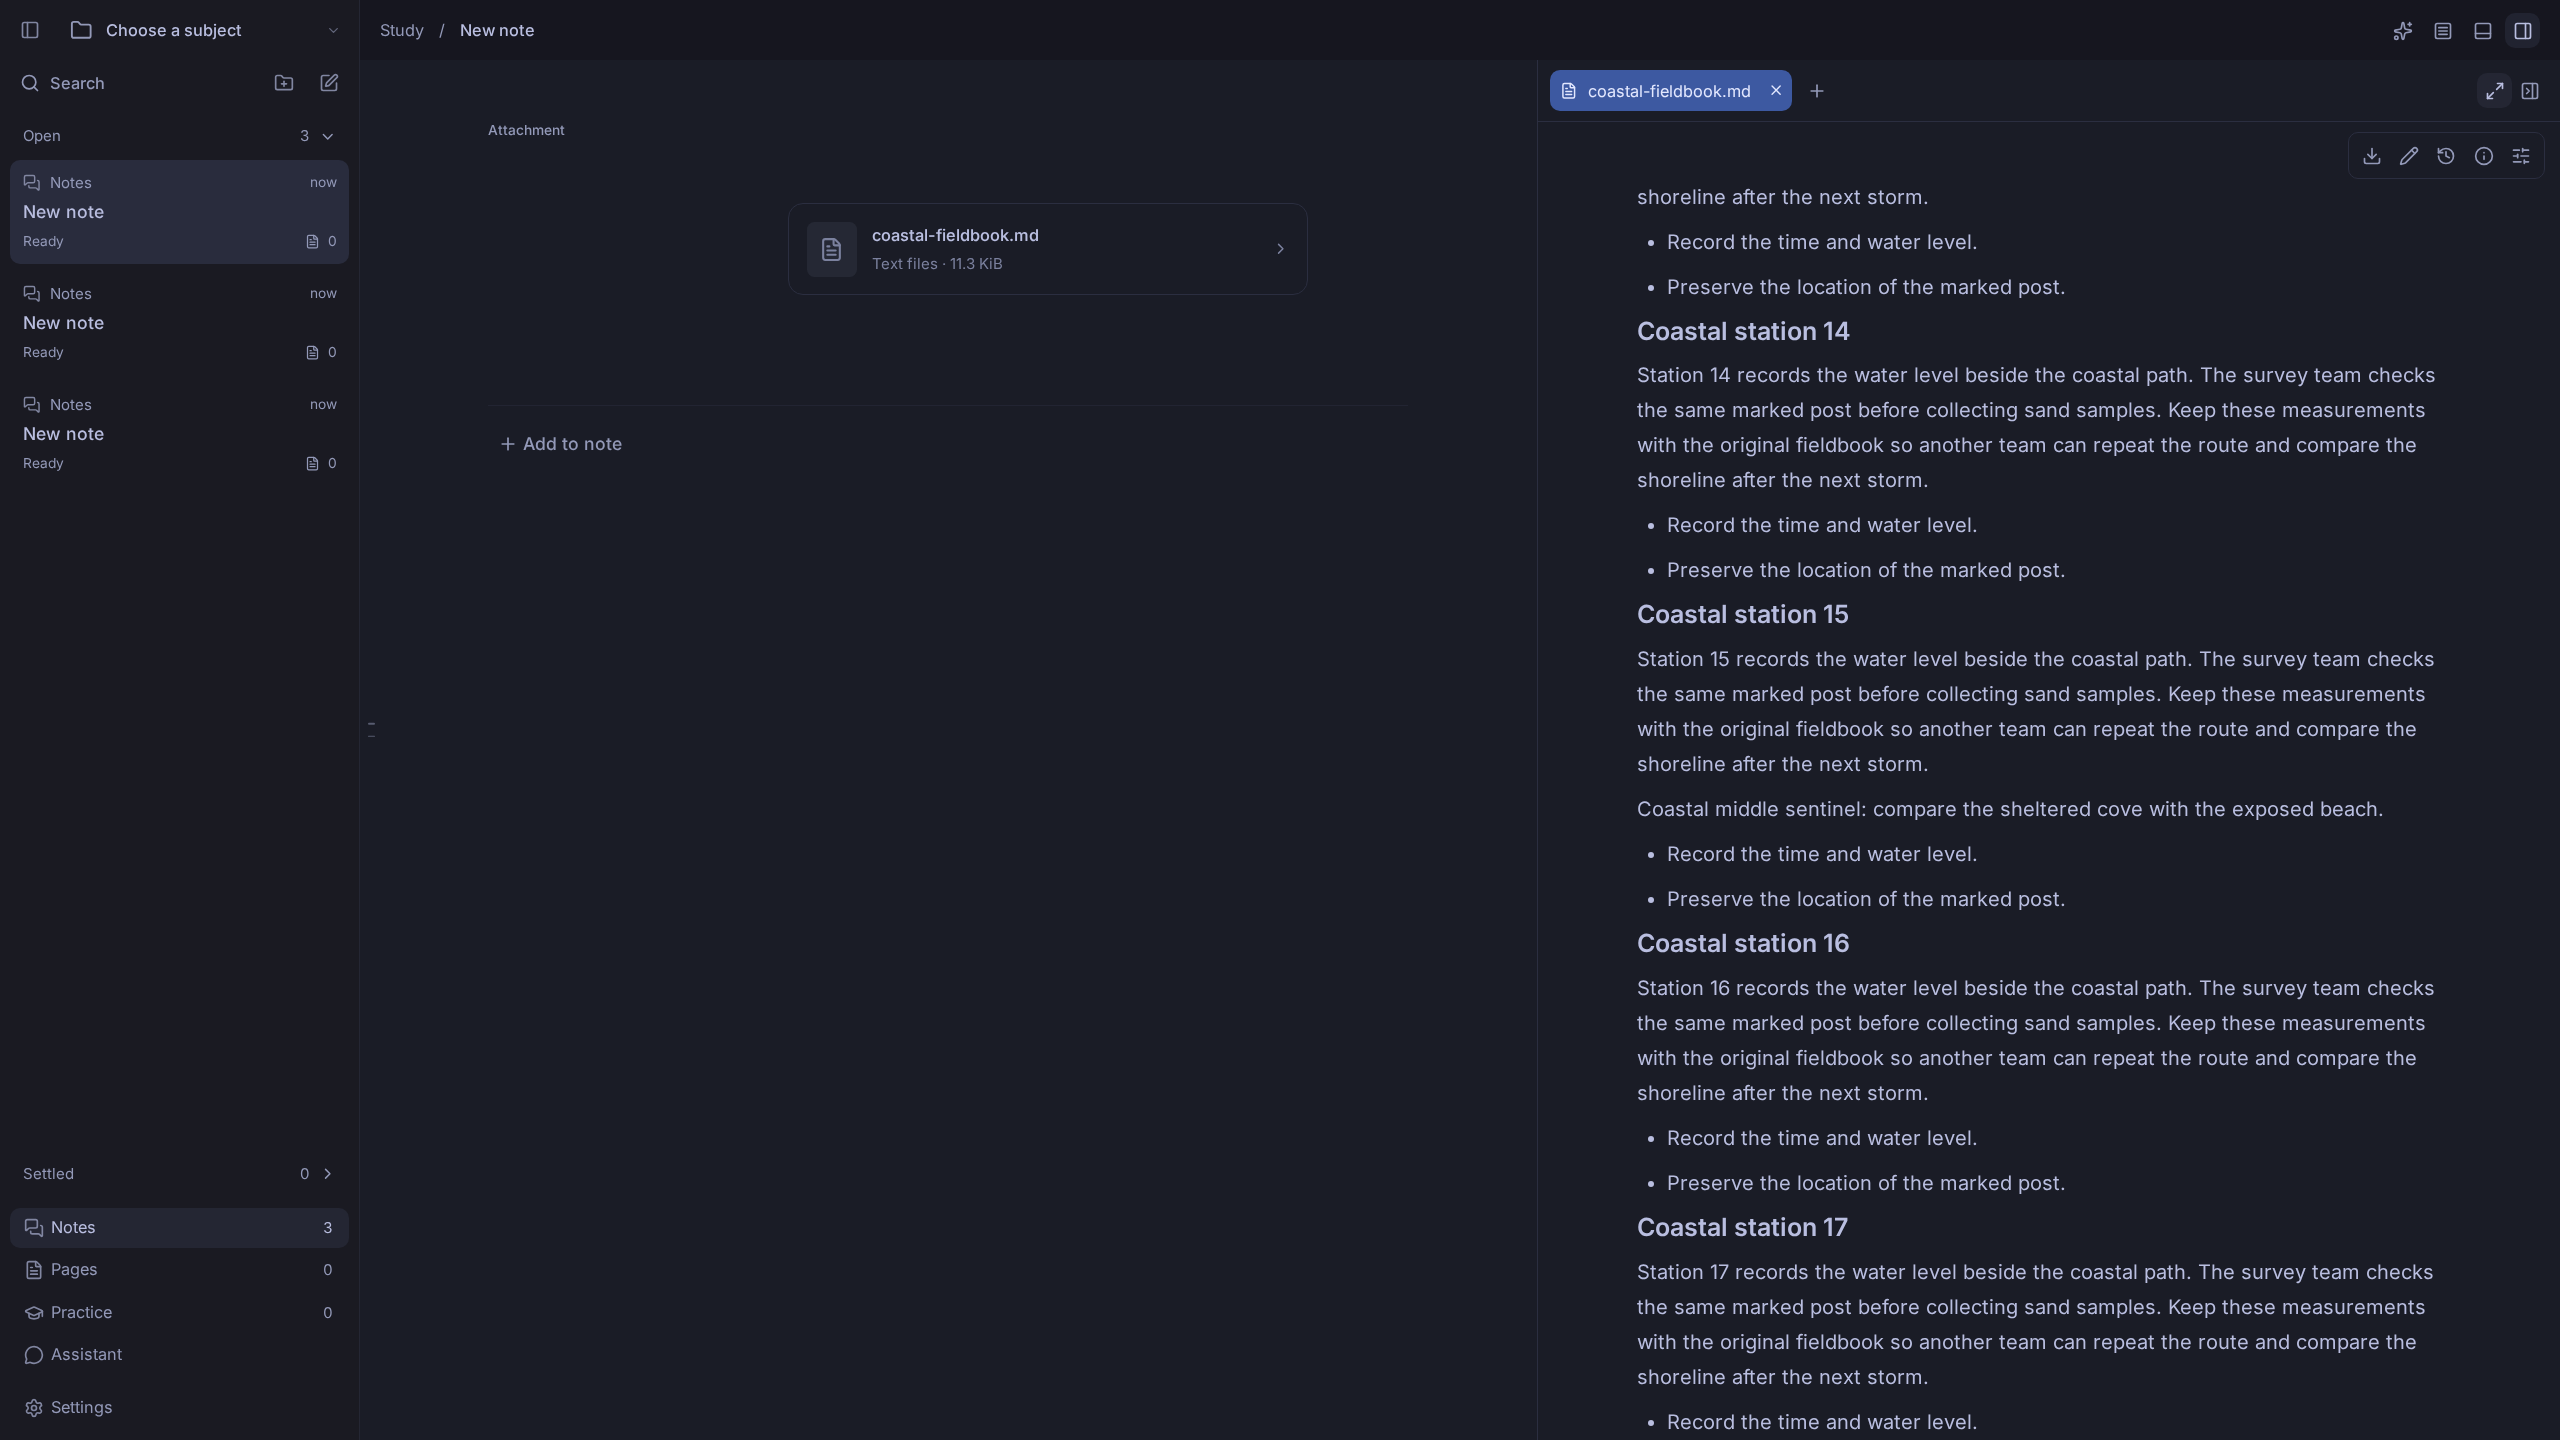 Choose a subject
Search
Open 3
Notes now
New note
Ready 0
Notes now
New note
Ready 0
Notes now
New note
Ready 0
Settled 0
Notes 3
Pages 0
Practice 0
Assistant
Settings
Study / New note
Attachment
coastal-fieldbook.md
Text files · 11.3 KiB
+ Add to note
coastal-fieldbook.md
shoreline after the next storm.
• Record the time and water level.
• Preserve the location of the marked post.
Coastal station 14
Station 14 records the water level beside the coastal path. The survey team checks
the same marked post before collecting sand samples. Keep these measurements
with the original fieldbook so another team can repeat the route and compare the
shoreline after the next storm.
• Record the time and water level.
• Preserve the location of the marked post.
Coastal station 15
Station 15 records the water level beside the coastal path. The survey team checks
the same marked post before collecting sand samples. Keep these measurements
with the original fieldbook so another team can repeat the route and compare the
shoreline after the next storm.
Coastal middle sentinel: compare the sheltered cove with the exposed beach.
• Record the time and water level.
• Preserve the location of the marked post.
Coastal station 16
Station 16 records the water level beside the coastal path. The survey team checks
the same marked post before collecting sand samples. Keep these measurements
with the original fieldbook so another team can repeat the route and compare the
shoreline after the next storm.
• Record the time and water level.
• Preserve the location of the marked post.
Coastal station 17
Station 17 records the water level beside the coastal path. The survey team checks
the same marked post before collecting sand samples. Keep these measurements
with the original fieldbook so another team can repeat the route and compare the
shoreline after the next storm.
• Record the time and water level.